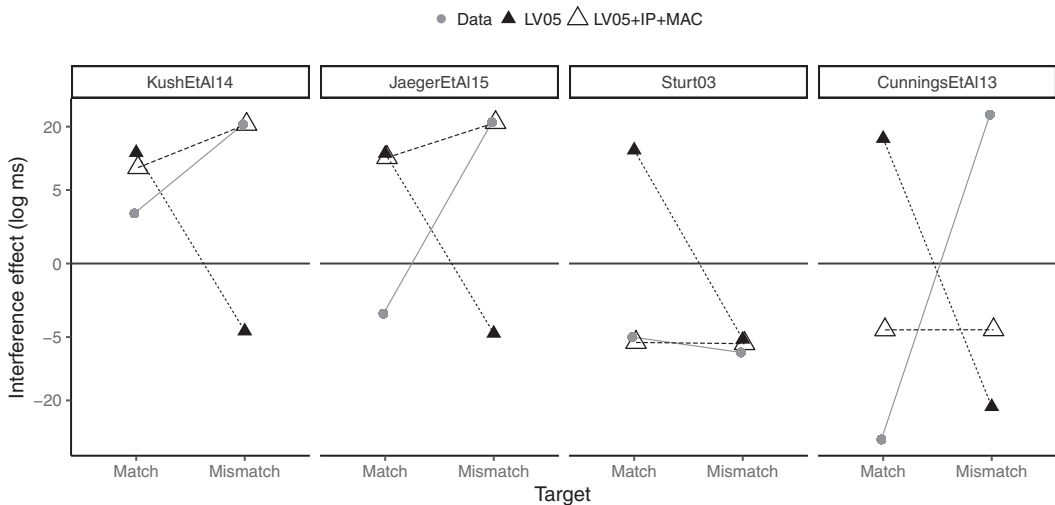 Data LV05 LV05+IP+MAC
KushEtAl14 JaegerEtAl15 Sturt03 CunningsEtAl13
Interference effect (log ms)
20
5
0
−5
−20
Match Mismatch Match Mismatch Match Mismatch Match Mismatch
Target